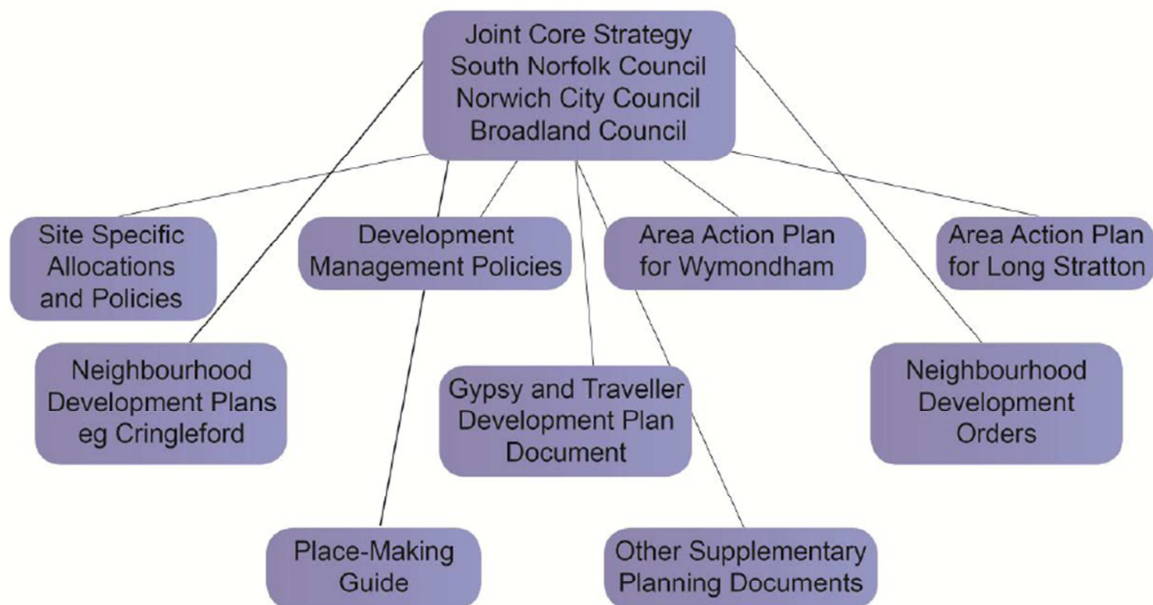 Joint Core Strategy
South Norfolk Council
Norwich City Council
Broadland Council
Site Specific
Allocations
and Policies
Development
Management Policies
Area Action Plan
for Wymondham
Area Action Plan
for Long Stratton
Neighbourhood
Development Plans
eg Cringleford
Gypsy and Traveller
Development Plan
Document
Neighbourhood
Development
Orders
Place-Making
Guide
Other Supplementary
Planning Documents